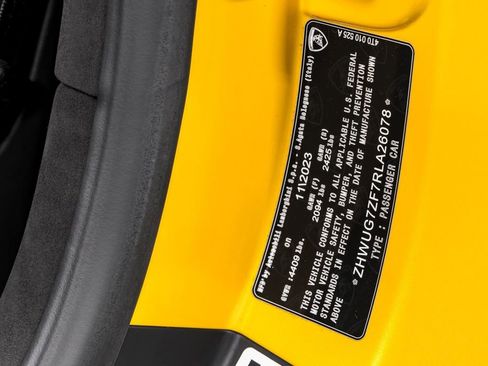 4T0 010 525 A
MFD by Automobili Lamborghini S.p.a. - S.Agata Bolognese (Italy)
on 11\2023
GVWR :4409 lbs. GAWR (F) 2094 lbs GAWR (R) 2425 lbs
THIS VEHICLE CONFORMS TO ALL APPLICABLE U.S. FEDERAL
MOTOR VEHICLE SAFETY, BUMPER, AND THEFT PREVENTION
STANDARDS IN EFFECT ON THE DATE OF MANUFACTURE SHOWN
ABOVE
*ZHWUG7ZF7RLA26078*
TYPE : PASSENGER CAR